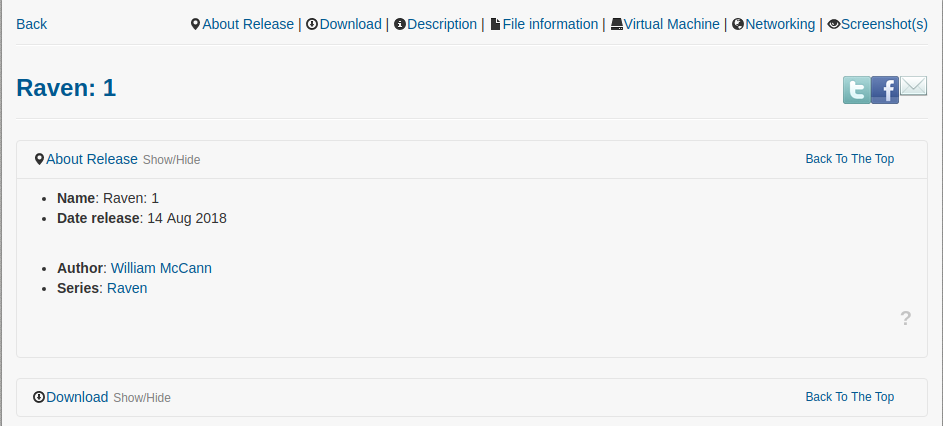 Back About Release | Download | Description | File information | Virtual Machine | Networking | Screenshot(s)
Raven: 1
About Release Show/Hide Back To The Top
Name: Raven: 1
Date release: 14 Aug 2018
Author: William McCann
Series: Raven
?
Download Show/Hide Back To The Top